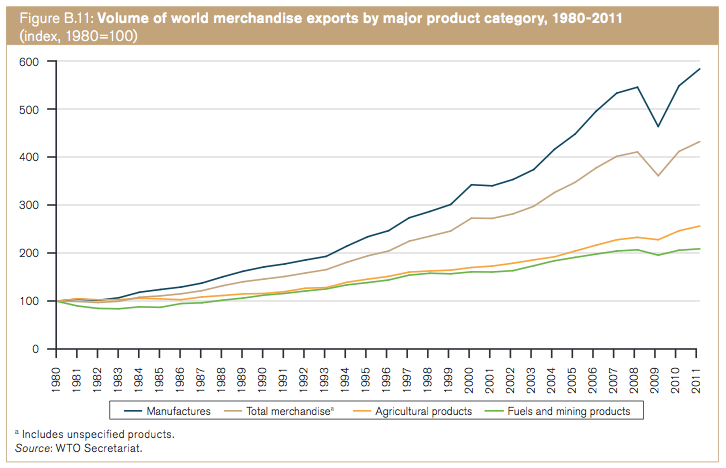 Figure B.11: Volume of world merchandise exports by major product category, 1980-2011
(index, 1980=100)
600
500
400
300
200
100
0
1980 1981 1982 1983 1984 1985 1986 1987 1988 1989 1990 1991 1992 1993 1994 1995 1996 1997 1998 1999 2000 2001 2002 2003 2004 2005 2006 2007 2008 2009 2010 2011
Manufactures Total merchandiseᵃ Agricultural products Fuels and mining products
ᵃ Includes unspecified products.
Source: WTO Secretariat.